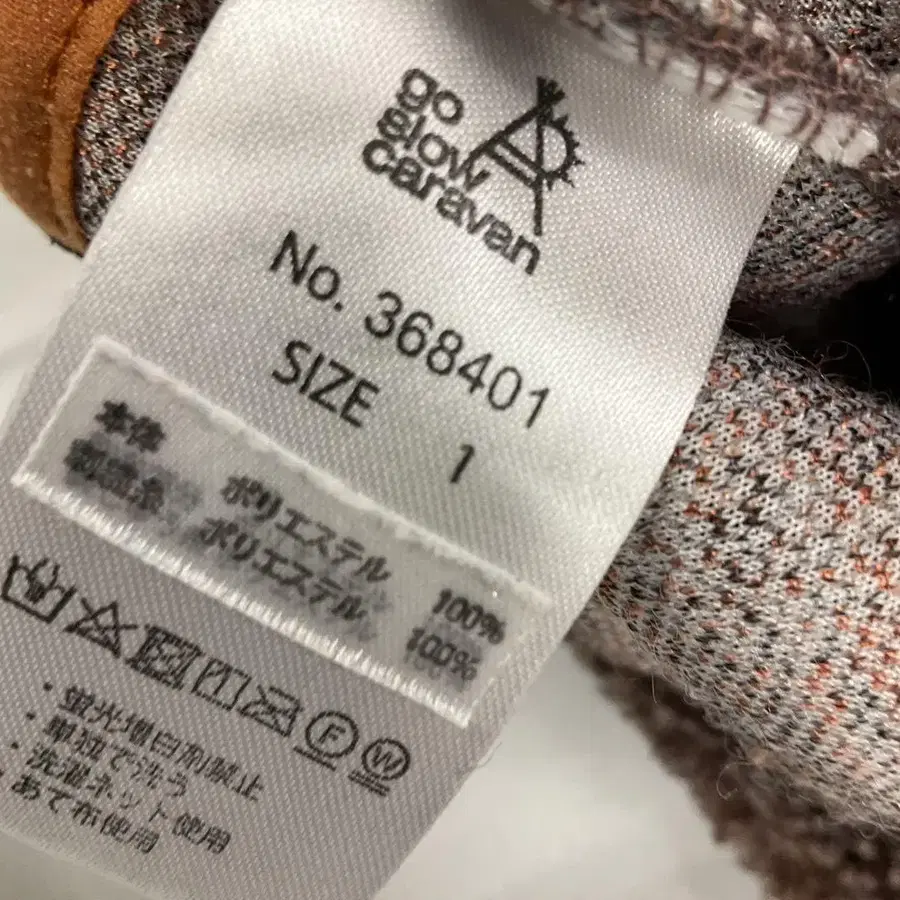 go
slow
caravan
No. 368401
SIZE 1
本体 ポリエステル 100%
ポリエステル 100%
F W
・蛍光増白剤禁止
・単独で洗う
・洗濯ネット使用
あて布使用